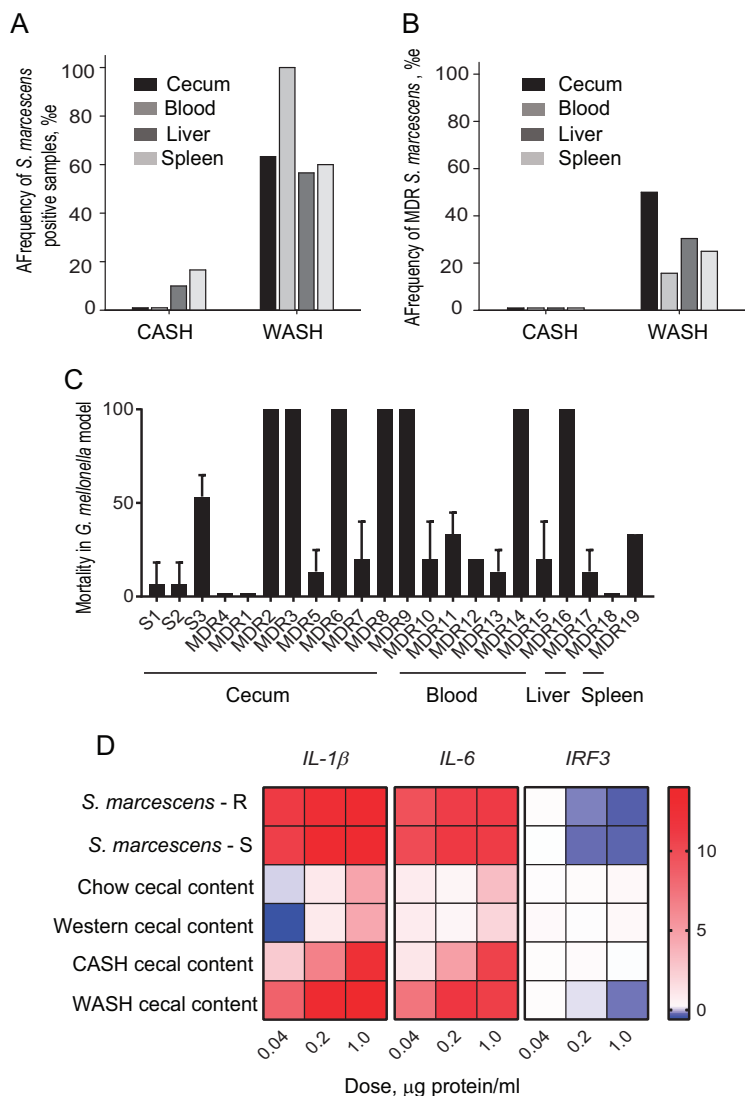 A
AFrequency of S. marcescens
positive samples, %e
100
80
60
40
20
0
Cecum
Blood
Liver
Spleen
CASH
WASH
B
AFrequency of MDR S. marcescens , %e
100
80
60
40
20
0
Cecum
Blood
Liver
Spleen
CASH
WASH
C
Mortality in G. mellonella model
100
50
0
S1
S2
S3
MDR4
MDR1
MDR2
MDR3
MDR5
MDR6
MDR7
MDR8
MDR9
MDR10
MDR11
MDR12
MDR13
MDR14
MDR15
MDR16
MDR17
MDR18
MDR19
Cecum
Blood
Liver
Spleen
D
IL-1β IL-6 IRF3
S. marcescens - R
S. marcescens - S
Chow cecal content
Western cecal content
CASH cecal content
WASH cecal content
10
5
0
0.04 0.2 1.0 0.04 0.2 1.0 0.04 0.2 1.0
Dose, μg protein/ml